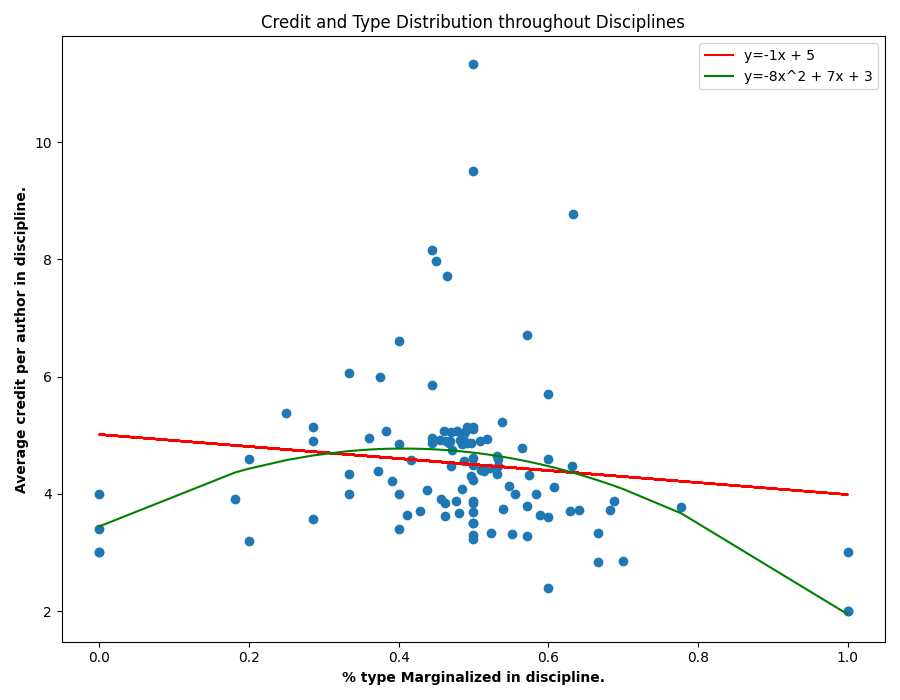 Credit and Type Distribution throughout Disciplines
y=-1x + 5
y=-8x^2 + 7x + 3
Average credit per author in discipline.
10
8
6
4
2
0.0 0.2 0.4 0.6 0.8 1.0
% type Marginalized in discipline.